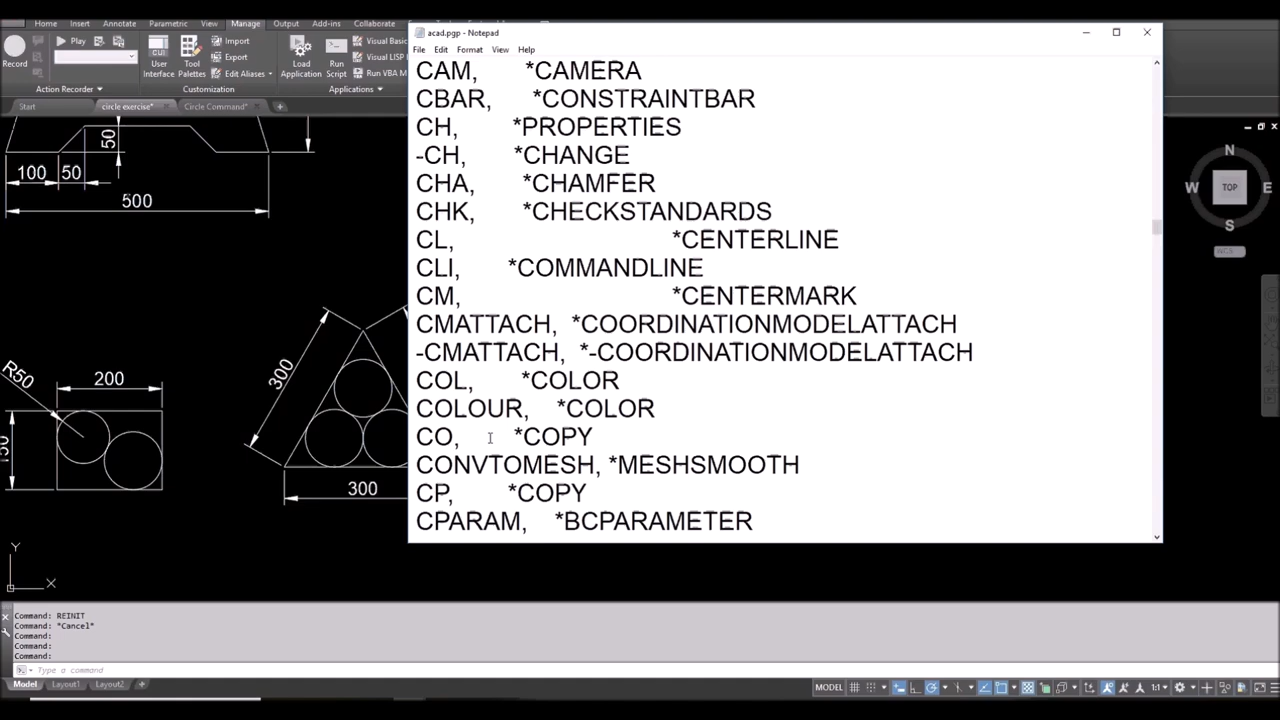 Home Insert Annotate Parametric View Manage Output Add-ins Collaborate
acad.pgp - Notepad
File Edit Format View Help
Record
Play
CUI
User
Interface
Tool
Palettes
Import
Export
Edit Aliases
Load
Application
Run
Script
Visual Basic
Visual LISP
Run VBA M
Action Recorder
Customization
Applications
Start
circle exercise*
Circle Command*
CAM, *CAMERA
CBAR, *CONSTRAINTBAR
CH, *PROPERTIES
-CH, *CHANGE
CHA, *CHAMFER
CHK, *CHECKSTANDARDS
CL, *CENTERLINE
CLI, *COMMANDLINE
CM, *CENTERMARK
CMATTACH, *COORDINATIONMODELATTACH
-CMATTACH, *-COORDINATIONMODELATTACH
COL, *COLOR
COLOUR, *COLOR
CO, *COPY
CONVTOMESH, *MESHSMOOTH
CP, *COPY
CPARAM, *BCPARAMETER
50
100 50
500
R50
200
150
300
300
N
W TOP E
S
WCS
Y
X
Command: REINIT
Command: *Cancel*
Command:
Command:
Command:
Type a command
Model Layout1 Layout2 +
MODEL
1:1